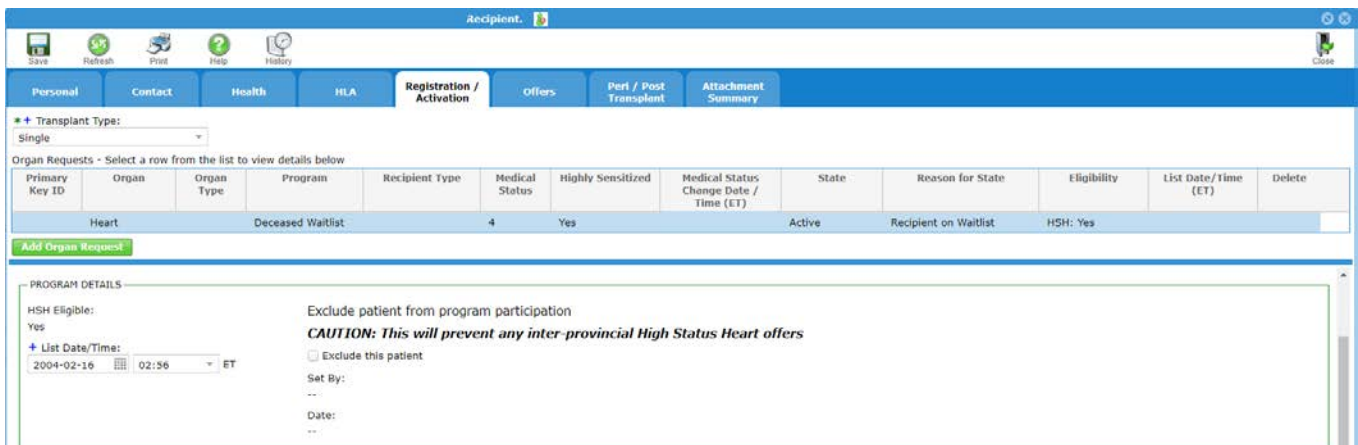 Recipient.
Save Refresh Print Help History Close
Personal Contact Health HLA Registration / Activation Offers Peri / Post Transplant Attachment Summary
*+ Transplant Type:
Single
Organ Requests - Select a row from the list to view details below
Primary Key ID Organ Organ Type Program Recipient Type Medical Status Highly Sensitized Medical Status Change Date / Time (ET) State Reason for State Eligibility List Date/Time (ET) Delete
Heart Deceased Waitlist 4 Yes Active Recipient on Waitlist HSH: Yes
Add Organ Request
PROGRAM DETAILS
HSH Eligible:
Yes
+ List Date/Time:
2004-02-16 02:56 ET
Exclude patient from program participation
CAUTION: This will prevent any inter-provincial High Status Heart offers
Exclude this patient
Set By:
--
Date:
--